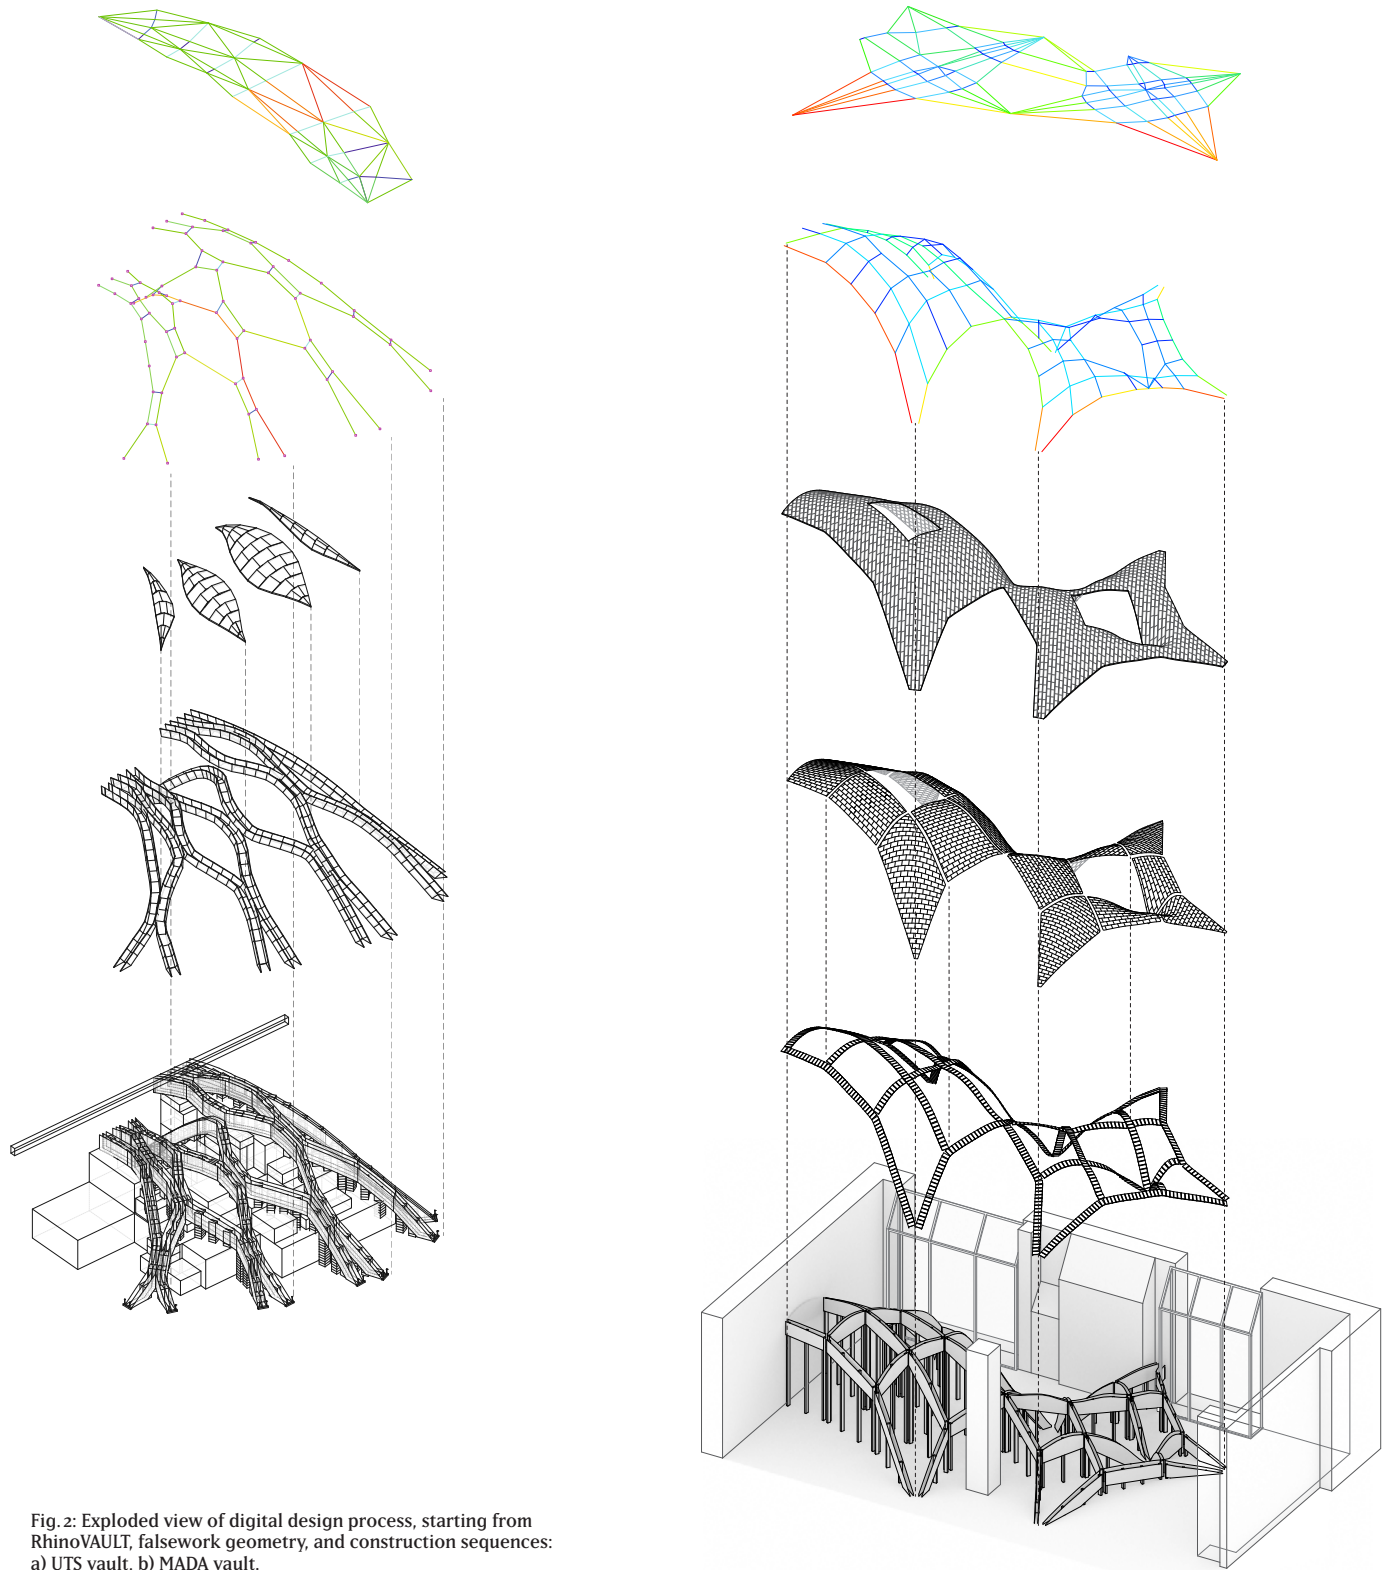 Fig. 2: Exploded view of digital design process, starting from
RhinoVAULT, falsework geometry, and construction sequences:
a) UTS vault. b) MADA vault.